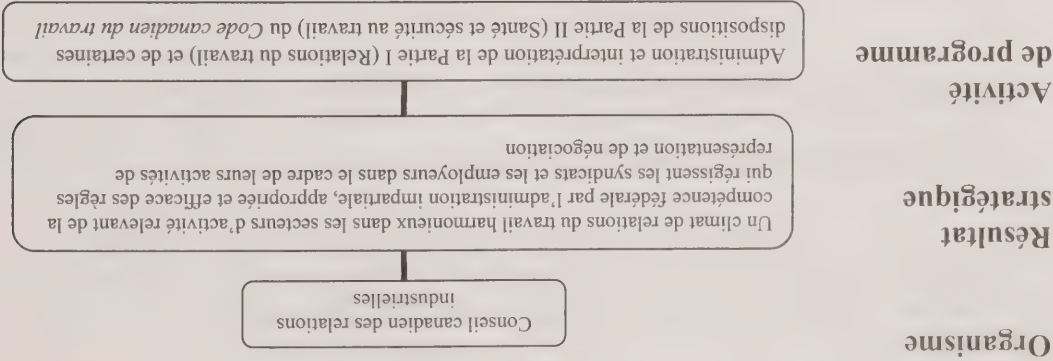 Organisme
Conseil canadien des relations
industrielles
Résultat
stratégique
Un climat de relations du travail harmonieux dans les secteurs d'activité relevant de la
compétence fédérale par l'administration impartiale, appropriée et efficace des règles
qui régissent les syndicats et les employeurs dans le cadre de leurs activités de
représentation et de négociation
Activité
de programme
Administration et interprétation de la Partie I (Relations du travail) et de certaines
dispositions de la Partie II (Santé et sécurité au travail) du Code canadien du travail